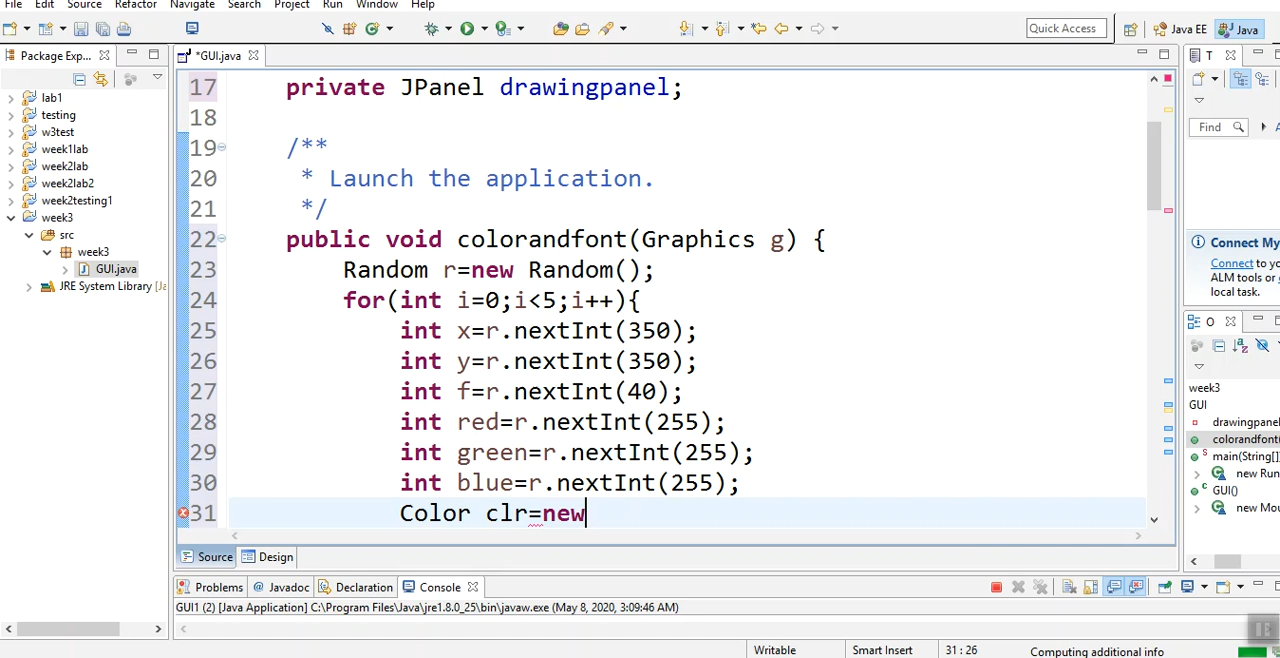 File Edit Source Refactor Navigate Search Project Run Window Help
Quick Access Java EE Java
Package Exp... *GUI.java T
lab1
testing
w3test
week1lab
week2lab
week2lab2
week2testing1
week3
src
week3
GUI.java
JRE System Library [Ja
17 private JPanel drawingpanel;
18
19 /**
20 * Launch the application.
21 */
22 public void colorandfont(Graphics g) {
23 Random r=new Random();
24 for(int i=0;i<5;i++){
25 int x=r.nextInt(350);
26 int y=r.nextInt(350);
27 int f=r.nextInt(40);
28 int red=r.nextInt(255);
29 int green=r.nextInt(255);
30 int blue=r.nextInt(255);
31 Color clr=new
Find
Connect My
Connect to yo
ALM tools or c
local task.
O
week3
GUI
drawingpanel
colorandfont(
main(String[])
new Run
GUI()
new Mou
Source Design
Problems @ Javadoc Declaration Console
GUI1 (2) [Java Application] C:\Program Files\Java\jre1.8.0_25\bin\javaw.exe (May 8, 2020, 3:09:46 AM)
Writable Smart Insert 31 : 26 Computing additional info